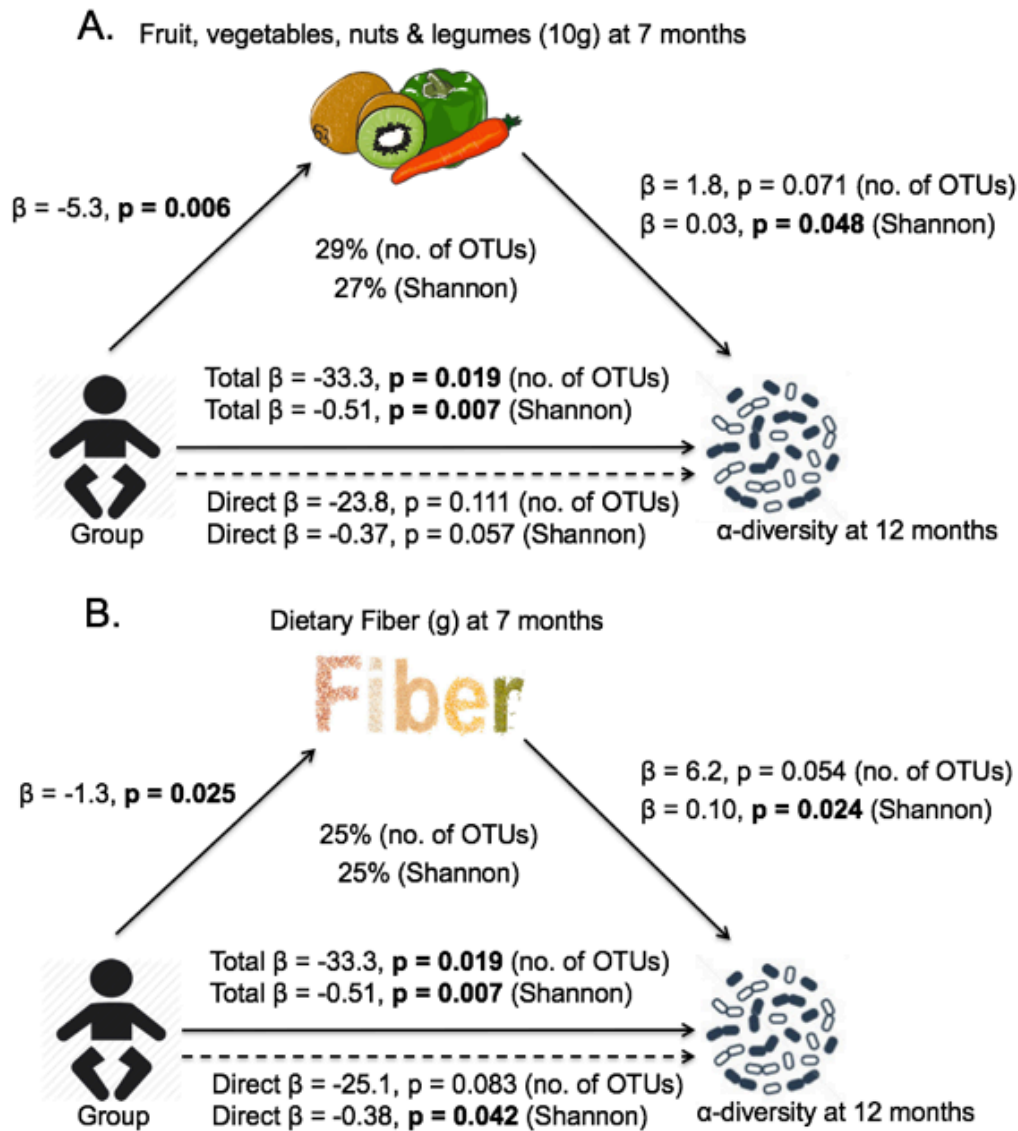 A. Fruit, vegetables, nuts & legumes (10g) at 7 months
β = -5.3, p = 0.006
β = 1.8, p = 0.071 (no. of OTUs)
β = 0.03, p = 0.048 (Shannon)
29% (no. of OTUs)
27% (Shannon)
Total β = -33.3, p = 0.019 (no. of OTUs)
Total β = -0.51, p = 0.007 (Shannon)
Direct β = -23.8, p = 0.111 (no. of OTUs)
Direct β = -0.37, p = 0.057 (Shannon)
Group
α-diversity at 12 months
B. Dietary Fiber (g) at 7 months
Fiber
β = -1.3, p = 0.025
β = 6.2, p = 0.054 (no. of OTUs)
β = 0.10, p = 0.024 (Shannon)
25% (no. of OTUs)
25% (Shannon)
Total β = -33.3, p = 0.019 (no. of OTUs)
Total β = -0.51, p = 0.007 (Shannon)
Direct β = -25.1, p = 0.083 (no. of OTUs)
Direct β = -0.38, p = 0.042 (Shannon)
Group
α-diversity at 12 months